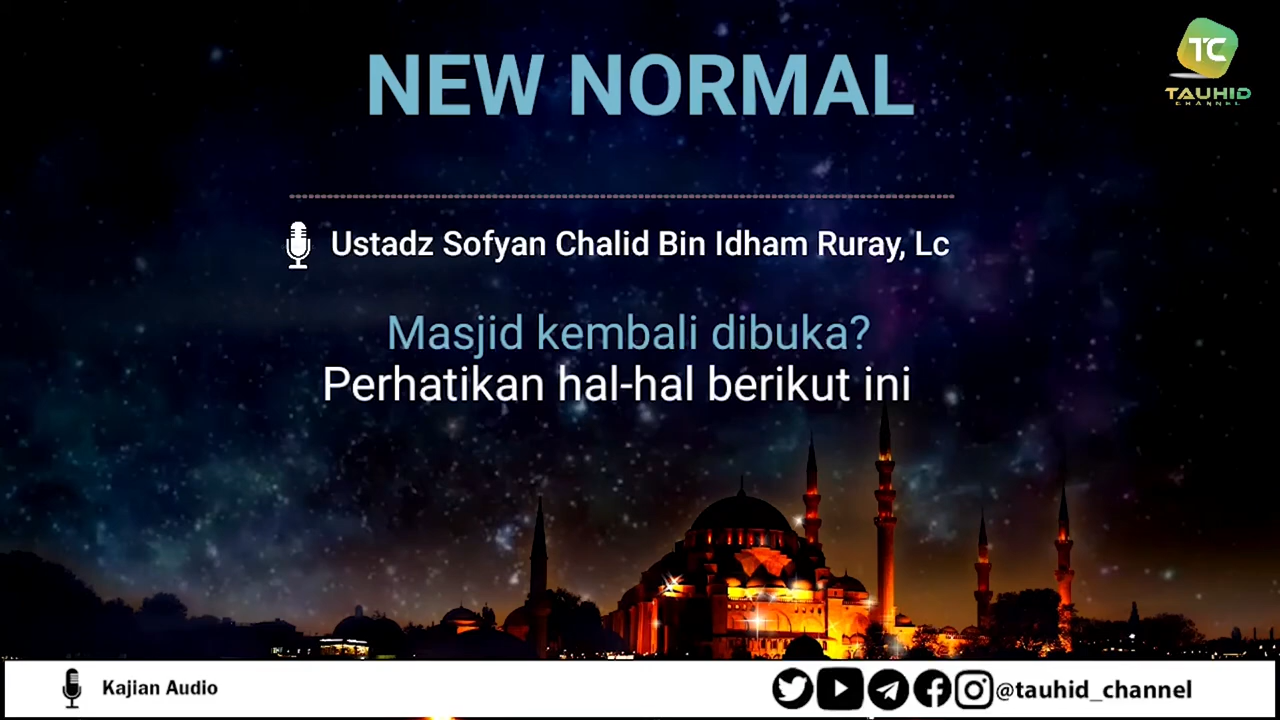 NEW NORMAL
TC
TAUHID
CHANNEL
Ustadz Sofyan Chalid Bin Idham Ruray, Lc
Masjid kembali dibuka?
Perhatikan hal-hal berikut ini
Kajian Audio
@tauhid_channel